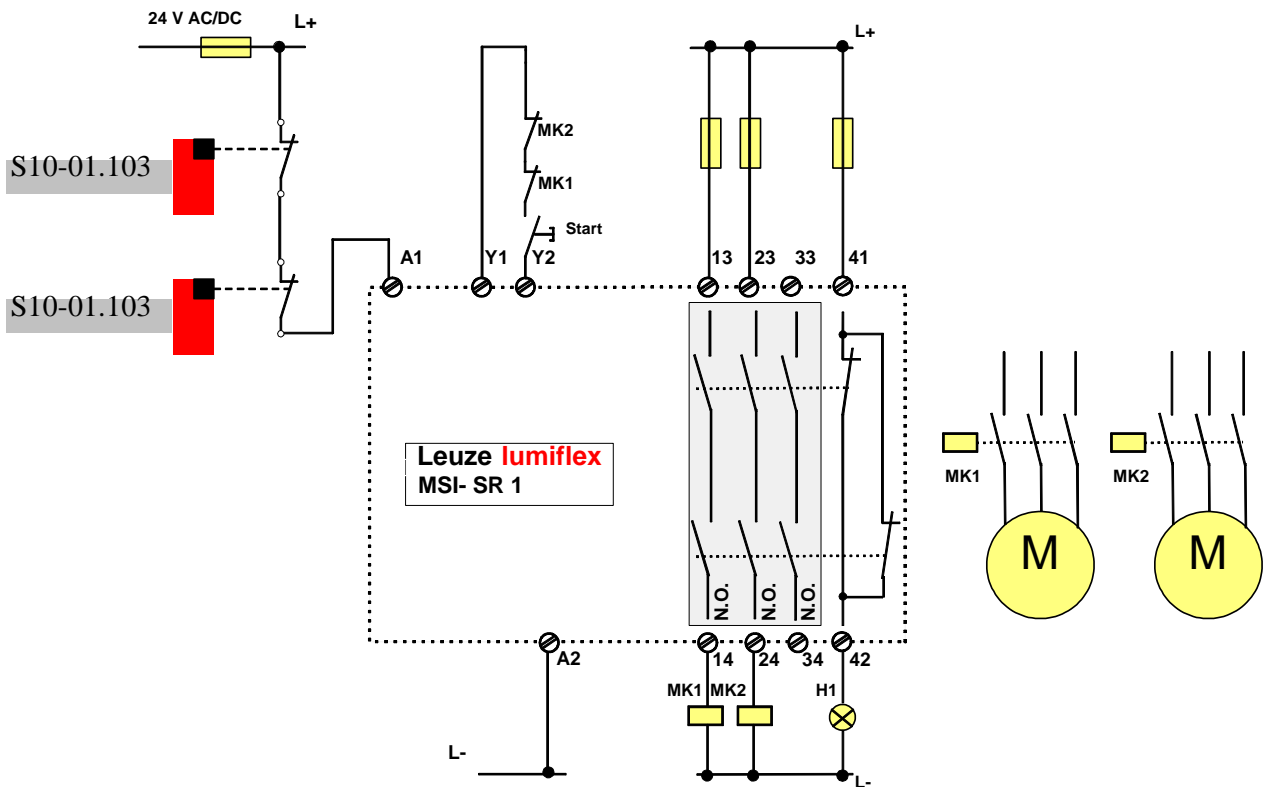 24 V AC/DC
L+
L+
MK2
S10-01.103
MK1
Start
A1
Y1
Y2
13
23
33
41
S10-01.103
Leuze lumiflex
MSI- SR 1
MK1
MK2
M
M
N.O.
N.O.
N.O.
A2
14
24
34
42
MK1
MK2
H1
L-
L-